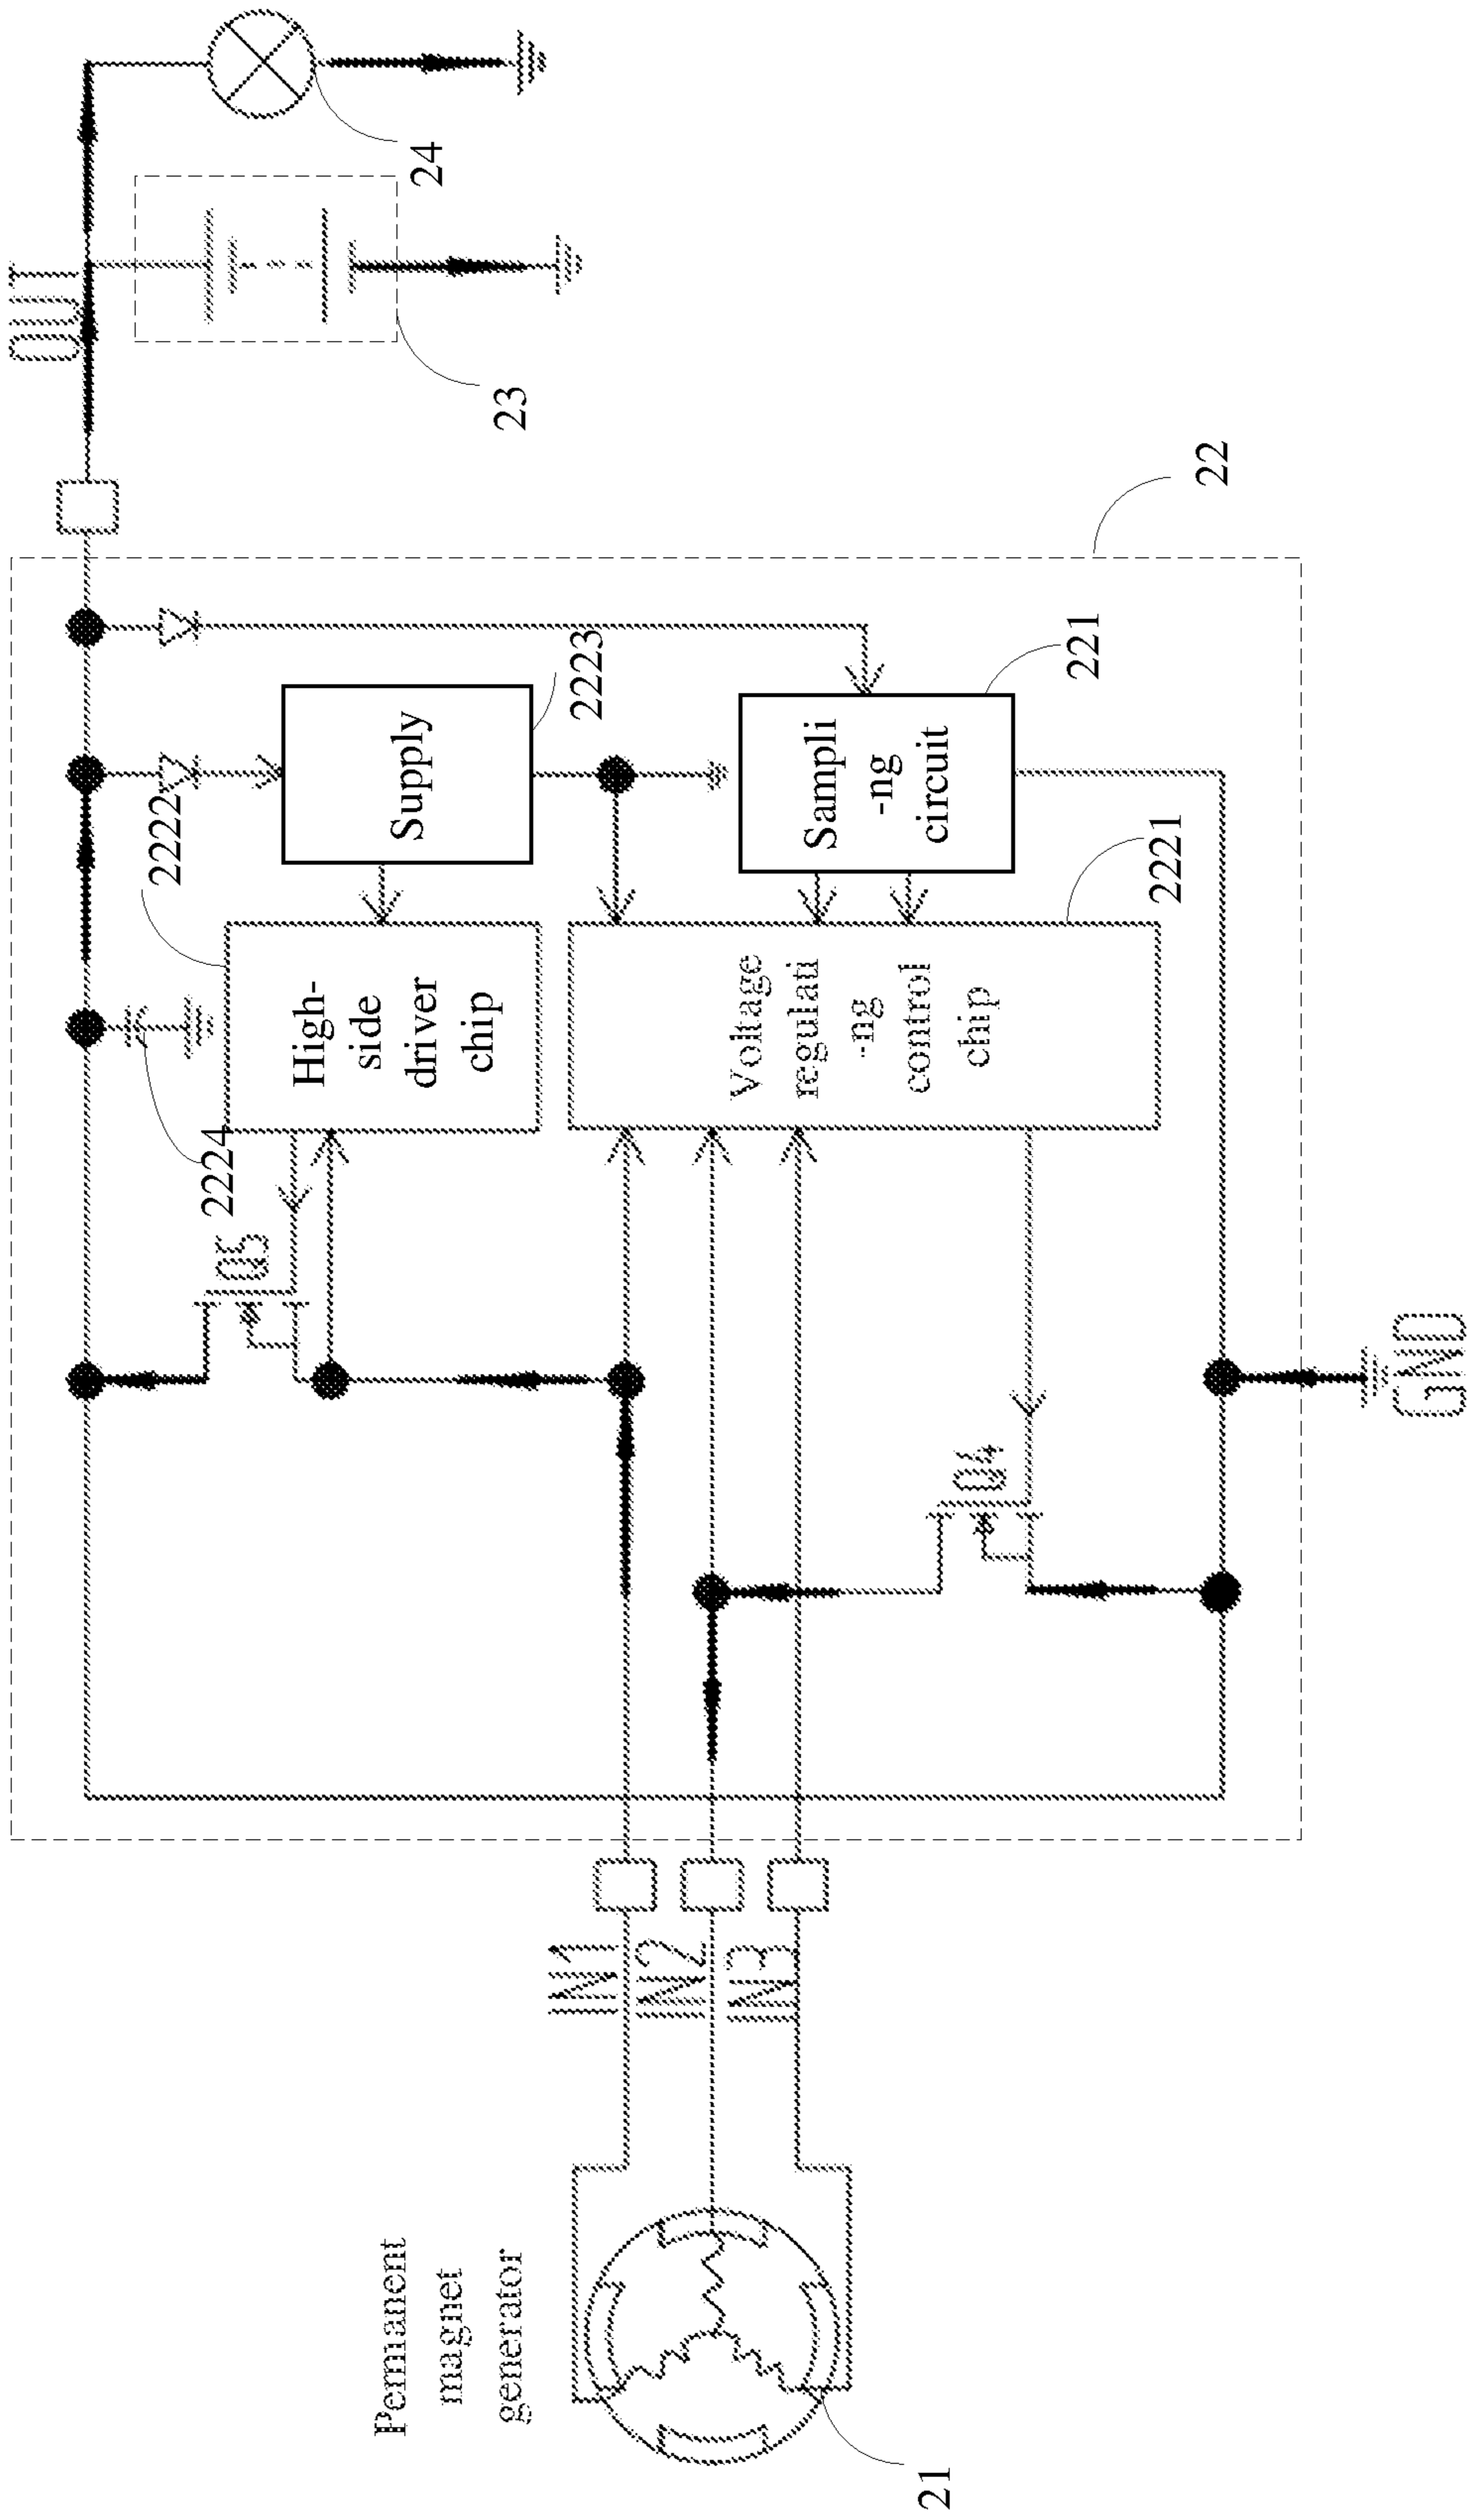 Permanent
magnet
generator
21
IN1
IN2
IN3
Q5
Q4
2224
2222
High-
side
driver
chip
Voltage
regulati
-ng
control
chip
2221
Supply
2223
Sampli
-ng
circuit
221
22
GND
OUT
23
24